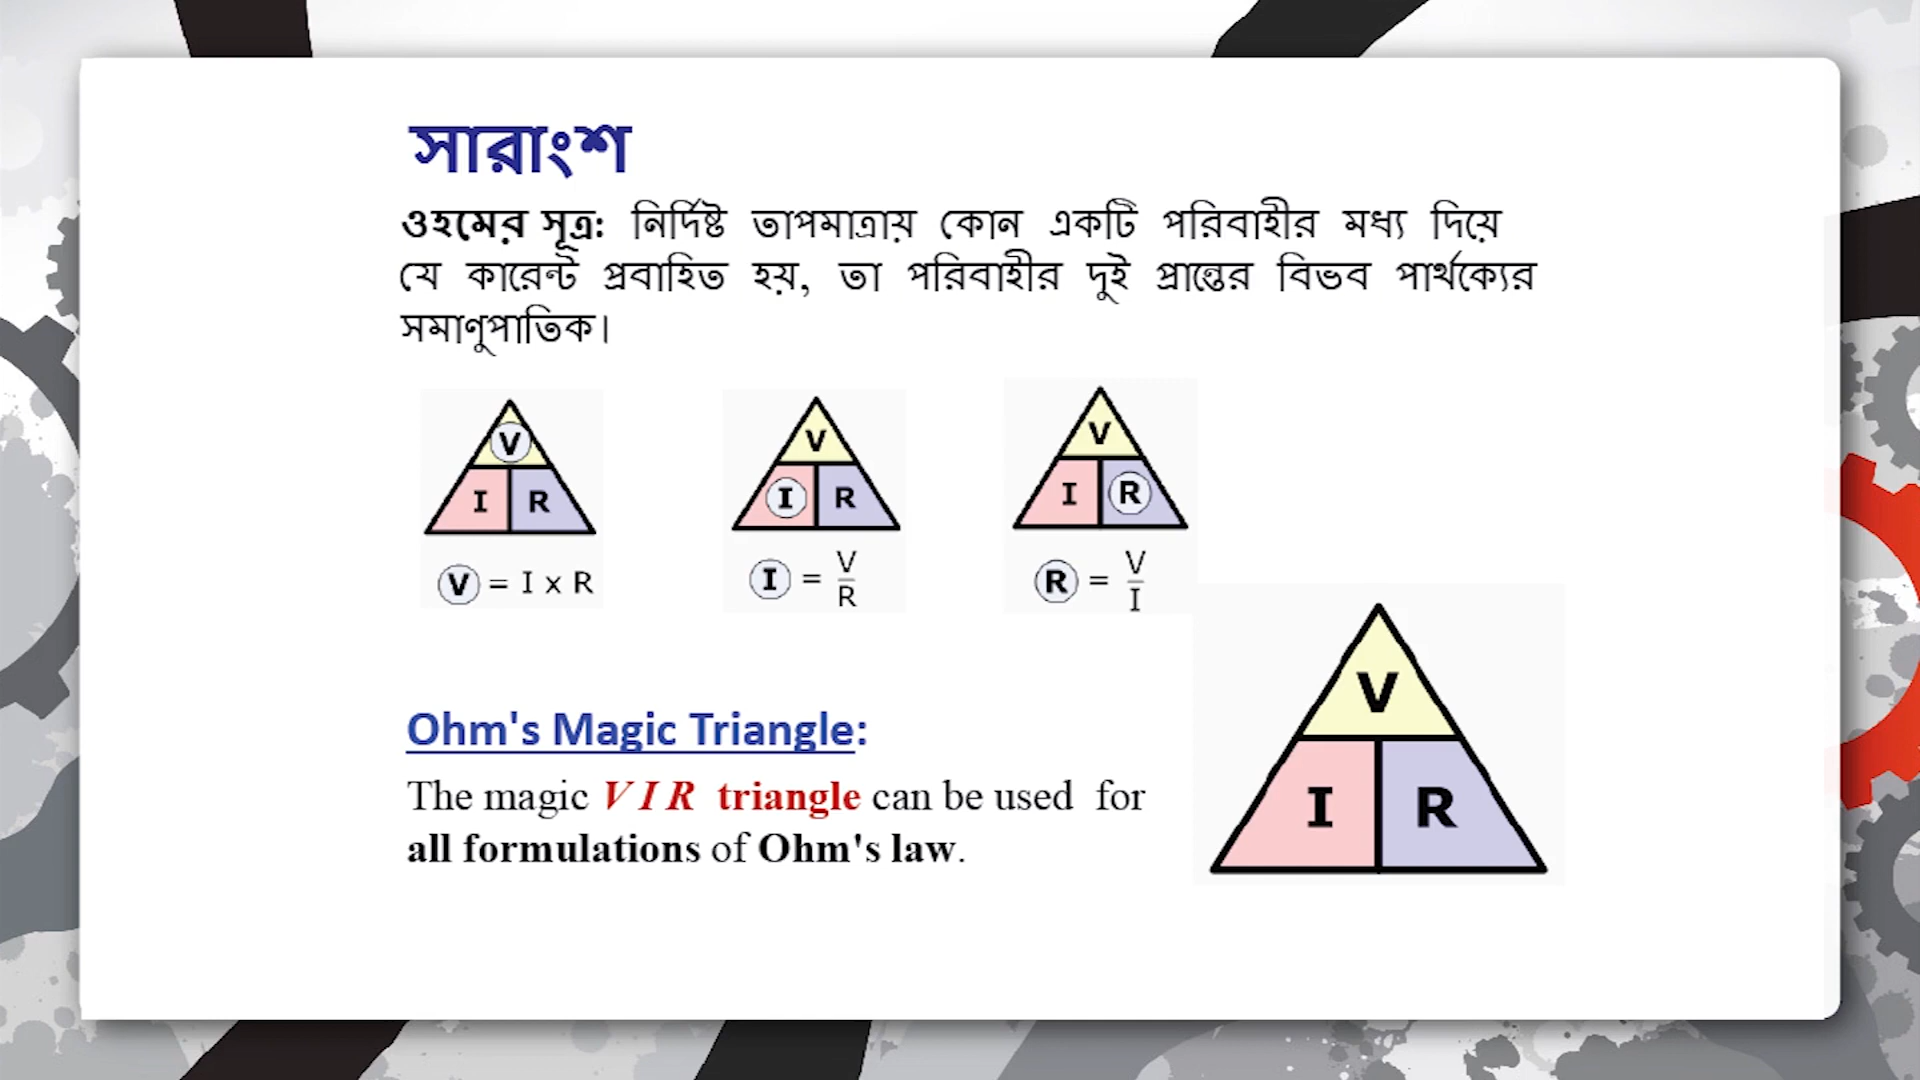 সারাংশ
ওহমের সূত্র: নির্দিষ্ট তাপমাত্রায় কোন একটি পরিবাহীর মধ্য দিয়ে
যে কারেন্ট প্রবাহিত হয়, তা পরিবাহীর দুই প্রান্তের বিভব পার্থক্যের
সমাণুপাতিক।
V
I R
V = I x R
V
I R
I = V/R
V
I R
R = V/I
Ohm's Magic Triangle:
The magic V I R triangle can be used for
all formulations of Ohm's law.
V
I R